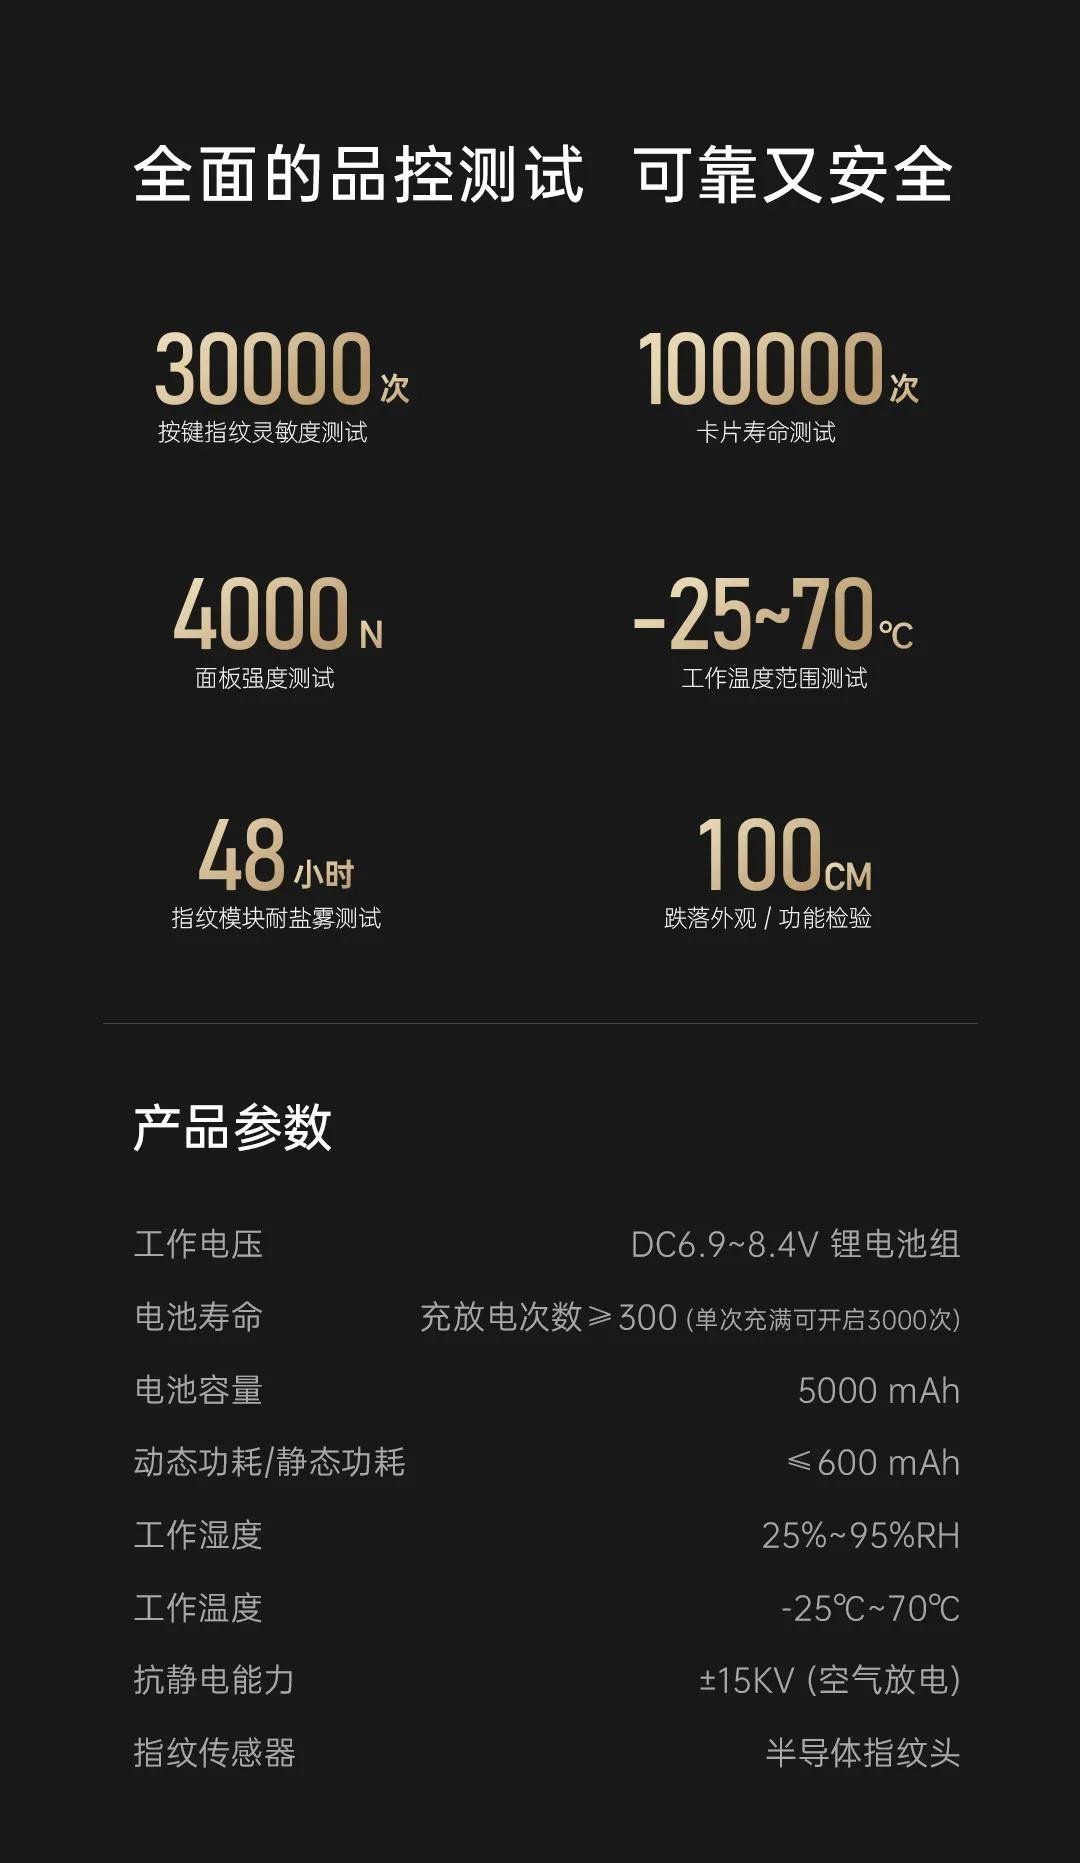 全面的品控测试 可靠又安全
30000次 100000次
按键指纹灵敏度测试 卡片寿命测试
4000 N -25~70℃
面板强度测试 工作温度范围测试
48小时 100CM
指纹模块耐盐雾测试 跌落外观 / 功能检验
产品参数
工作电压 DC6.9~8.4V 锂电池组
电池寿命 充放电次数⩾300 (单次充满可开启3000次)
电池容量 5000 mAh
动态功耗/静态功耗 ⩽600 mAh
工作湿度 25%~95%RH
工作温度 -25℃~70℃
抗静电能力 ±15KV (空气放电)
指纹传感器 半导体指纹头